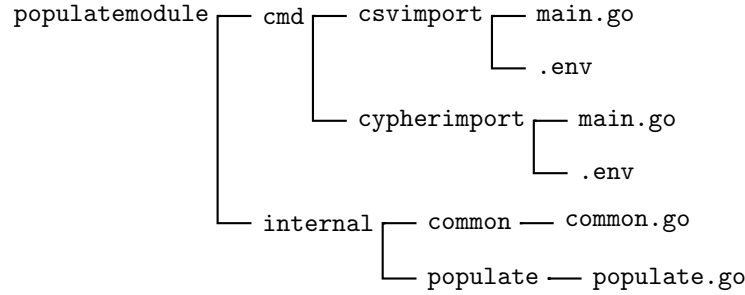 populatemodule cmd csvimport main.go
.env
cypherimport main.go
.env
internal common common.go
populate populate.go